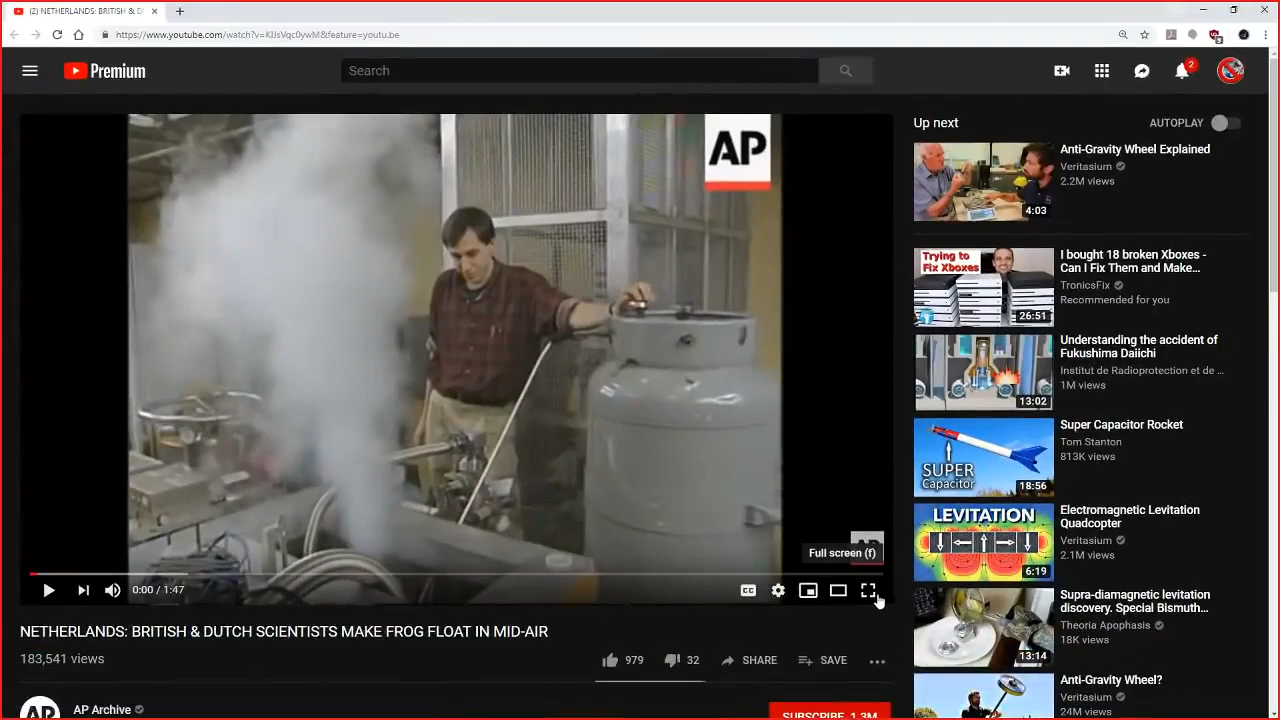 (2) NETHERLANDS: BRITISH & D
https://www.youtube.com/watch?v=KlJsVqc0ywM&feature=youtu.be
Premium
Search
2
AP
Full screen (f)
CC
0:00 / 1:47
NETHERLANDS: BRITISH & DUTCH SCIENTISTS MAKE FROG FLOAT IN MID-AIR
183,541 views
979
32
SHARE
SAVE
AP
AP Archive
SUBSCRIBE 1.3M
Up next
AUTOPLAY
4:03
Anti-Gravity Wheel Explained
Veritasium
2.2M views
Trying to
Fix Xboxes
26:51
I bought 18 broken Xboxes -
Can I Fix Them and Make...
TronicsFix
Recommended for you
13:02
Understanding the accident of
Fukushima Daiichi
Institut de Radioprotection et de ...
1M views
SUPER
Capacitor
18:56
Super Capacitor Rocket
Tom Stanton
813K views
LEVITATION
6:19
Electromagnetic Levitation
Quadcopter
Veritasium
2.1M views
13:14
Supra-diamagnetic levitation
discovery. Special Bismuth...
Theoria Apophasis
18K views
Anti-Gravity Wheel?
Veritasium
24M views